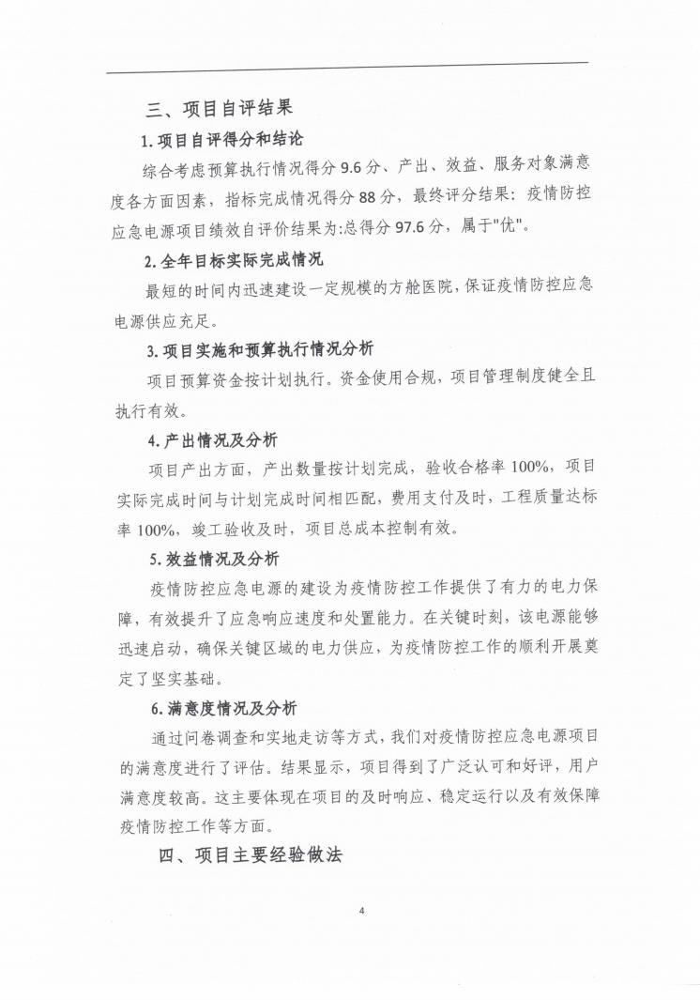 三、项目自评结果
1.项目自评得分和结论
综合考虑预算执行情况得分 9.6 分、产出、效益、服务对象满意
度各方面因素，指标完成情况得分 88 分，最终评分结果：疫情防控
应急电源项目绩效自评价结果为:总得分 97.6 分，属于"优"。
2.全年目标实际完成情况
最短的时间内迅速建设一定规模的方舱医院，保证疫情防控应急
电源供应充足。
3.项目实施和预算执行情况分析
项目预算资金按计划执行。资金使用合规，项目管理制度健全且
执行有效。
4.产出情况及分析
项目产出方面，产出数量按计划完成，验收合格率 100%，项目
实际完成时间与计划完成时间相匹配，费用支付及时，工程质量达标
率 100%，竣工验收及时，项目总成本控制有效。
5.效益情况及分析
疫情防控应急电源的建设为疫情防控工作提供了有力的电力保
障，有效提升了应急响应速度和处置能力。在关键时刻，该电源能够
迅速启动，确保关键区域的电力供应，为疫情防控工作的顺利开展奠
定了坚实基础。
6.满意度情况及分析
通过问卷调查和实地走访等方式，我们对疫情防控应急电源项目
的满意度进行了评估。结果显示，项目得到了广泛认可和好评，用户
满意度较高。这主要体现在项目的及时响应、稳定运行以及有效保障
疫情防控工作等方面。
四、项目主要经验做法
4